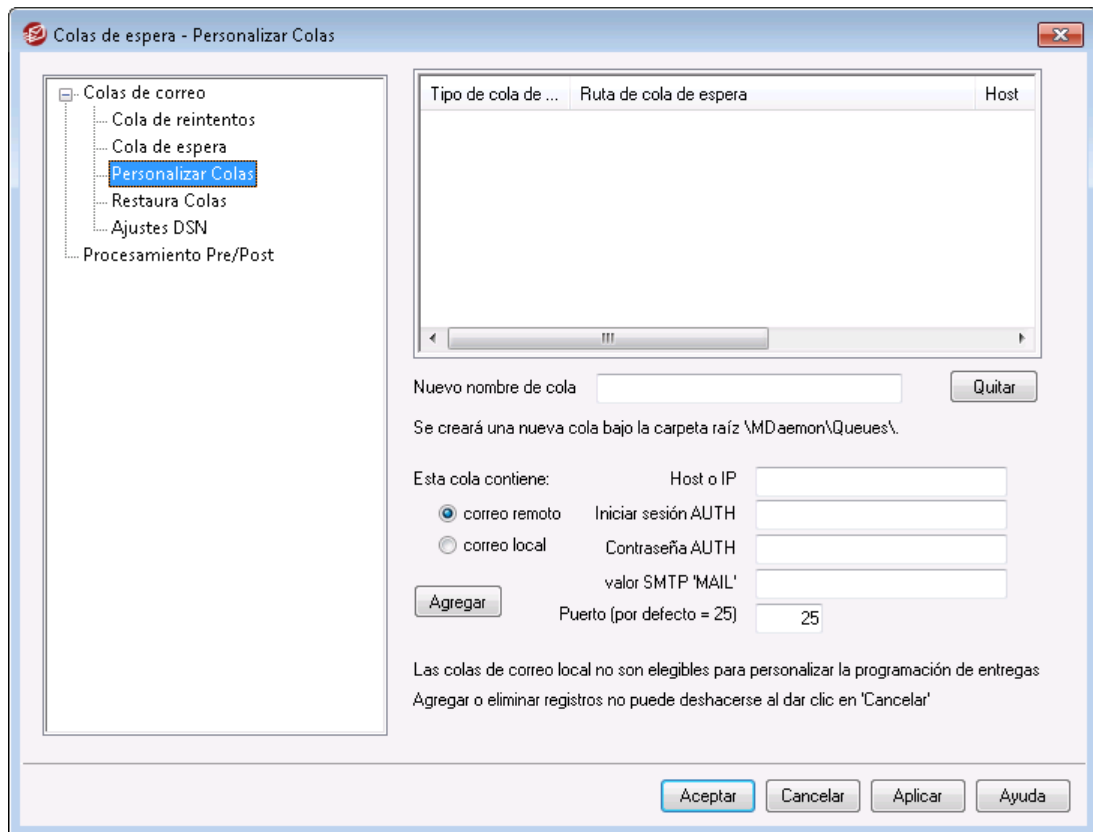 Colas de espera - Personalizar Colas
Colas de correo
Cola de reintentos
Cola de espera
Personalizar Colas
Restaura Colas
Ajustes DSN
Procesamiento Pre/Post
Tipo de cola de ... Ruta de cola de espera Host
Nuevo nombre de cola Quitar
Se creará una nueva cola bajo la carpeta raíz \MDaemon\Queues\.
Esta cola contiene: Host o IP
correo remoto Iniciar sesión AUTH
correo local Contraseña AUTH
valor SMTP 'MAIL'
Agregar Puerto (por defecto = 25) 25
Las colas de correo local no son elegibles para personalizar la programación de entregas
Agregar o eliminar registros no puede deshacerse al dar clic en 'Cancelar'
Aceptar Cancelar Aplicar Ayuda